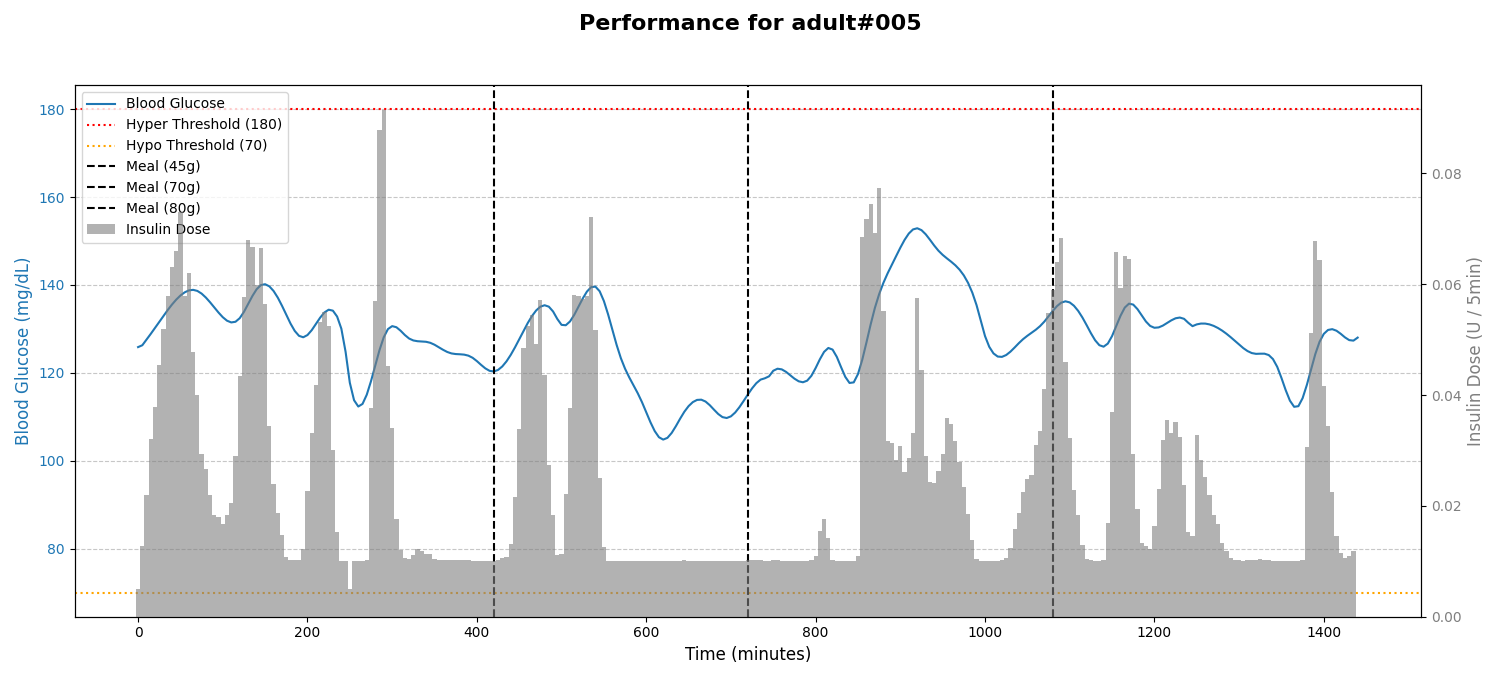 Performance for adult#005
Blood Glucose
Hyper Threshold (180)
Hypo Threshold (70)
Meal (45g)
Meal (70g)
Meal (80g)
Insulin Dose
Blood Glucose (mg/dL)
180
160
140
120
100
80
0.08
0.06
0.04
0.02
0.00
Insulin Dose (U / 5min)
0 200 400 600 800 1000 1200 1400
Time (minutes)